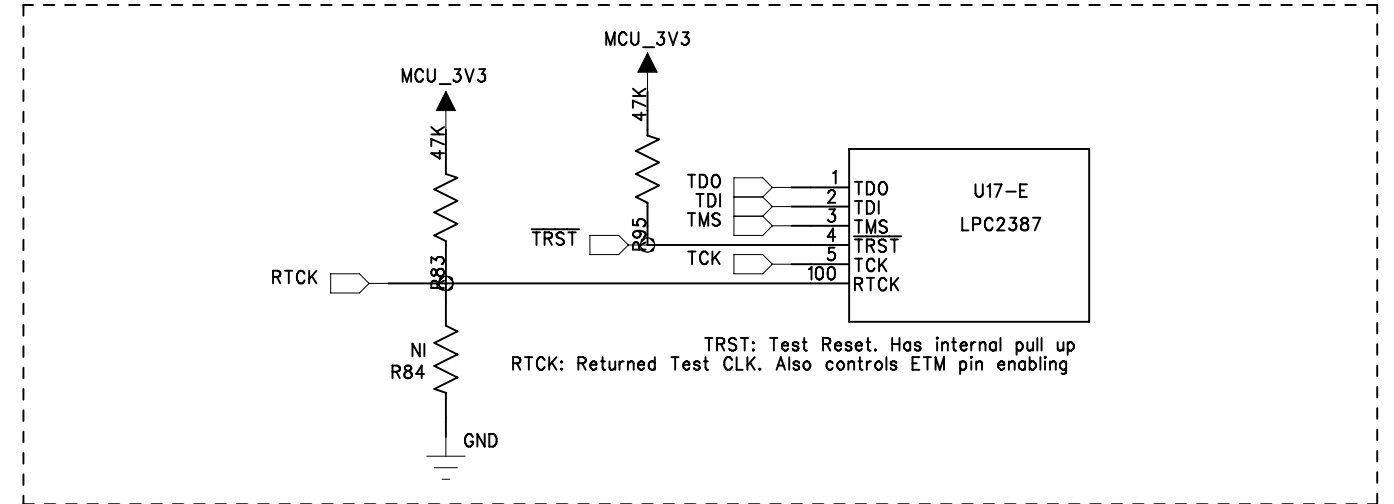 MCU_3V3
MCU_3V3
47K
47K
R95
R83
TDO
TDI
TMS
TRST
TCK
RTCK
1
2
3
4
5
100
TDO
TDI
TMS
TRST
TCK
RTCK
U17-E
LPC2387
TRST: Test Reset. Has internal pull up
RTCK: Returned Test CLK. Also controls ETM pin enabling
NI
R84
GND